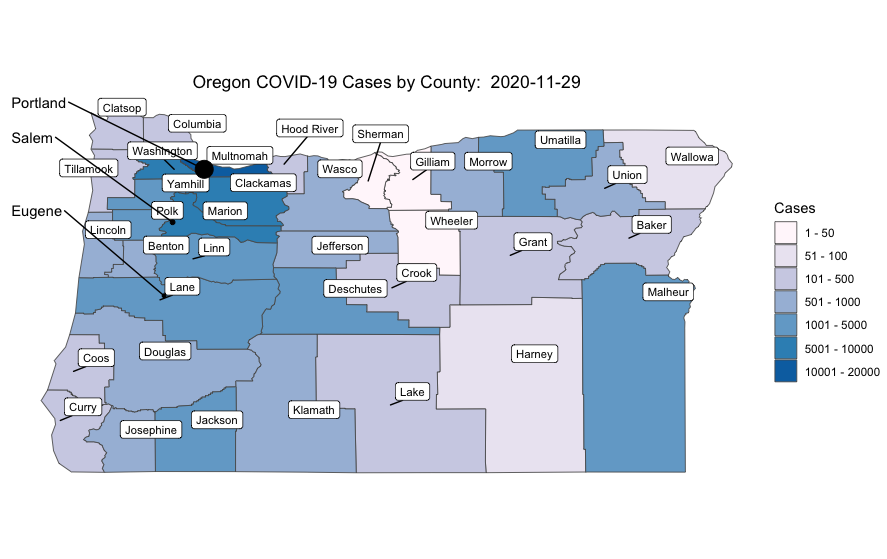 Oregon COVID-19 Cases by County:  2020-11-29
Portland
Clatsop
Columbia
Hood River
Sherman
Salem
Washington
Multnomah
Umatilla
Tillamook
Wasco
Gilliam
Morrow
Wallowa
Yamhill
Clackamas
Union
Eugene
Polk
Marion
Lincoln
Wheeler
Baker
Benton
Linn
Jefferson
Grant
Crook
Lane
Deschutes
Malheur
Coos
Douglas
Harney
Curry
Lake
Josephine
Jackson
Klamath
Cases
1 - 50
51 - 100
101 - 500
501 - 1000
1001 - 5000
5001 - 10000
10001 - 20000